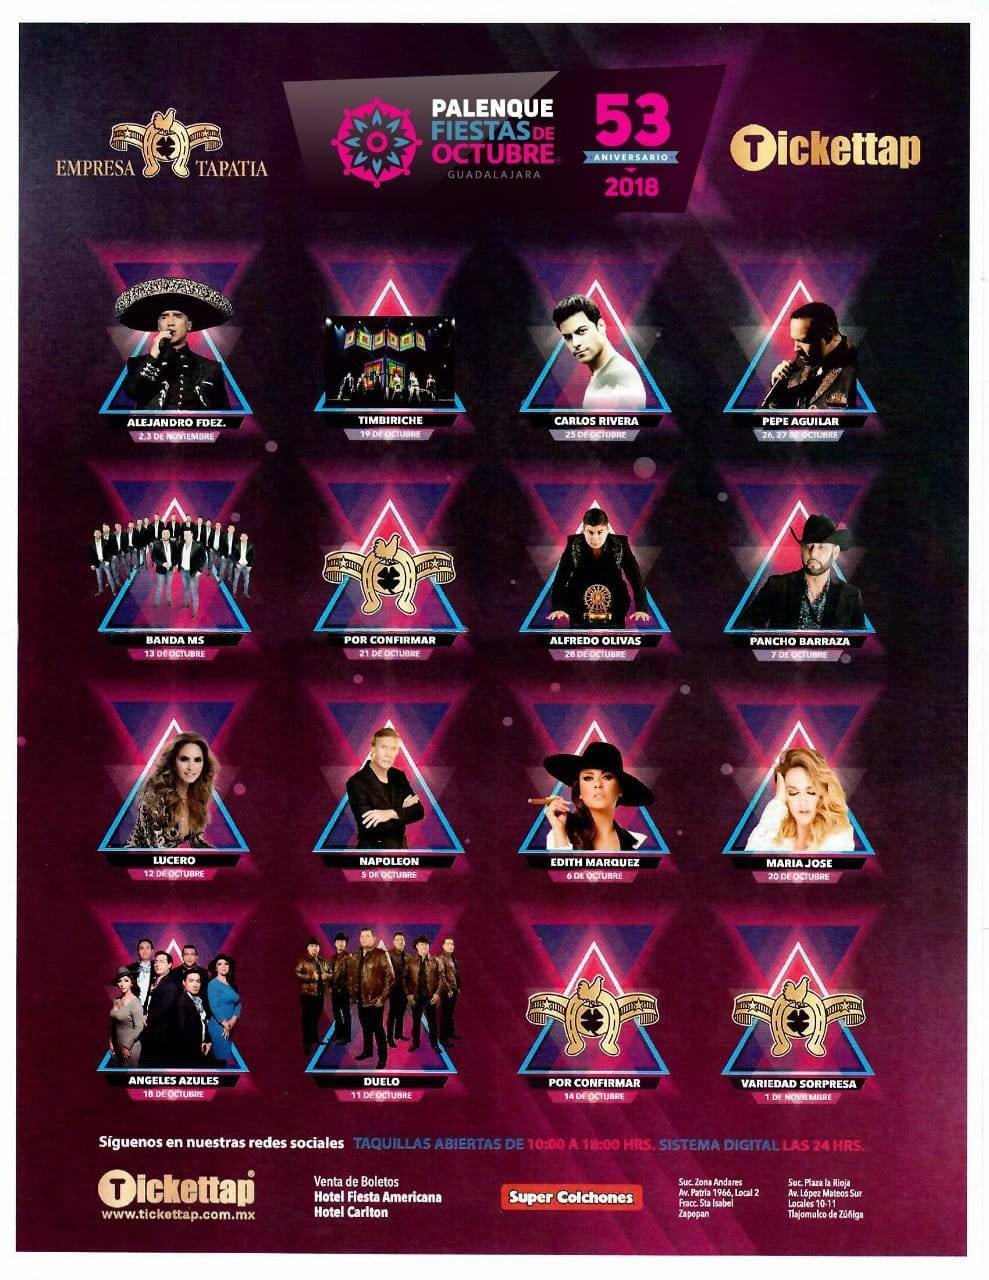 EMPRESA TAPATIA
PALENQUE
FIESTAS DE
OCTUBRE
GUADALAJARA
53
ANIVERSARIO
2018
Tickettap
ALEJANDRO FDEZ.
2,3 DE NOVIEMBRE
TIMBIRICHE
19 DE OCTUBRE
CARLOS RIVERA
25 DE OCTUBRE
PEPE AGUILAR
26, 27 DE OCTUBRE
BANDA MS
13 DE OCTUBRE
POR CONFIRMAR
21 DE OCTUBRE
ALFREDO OLIVAS
28 DE OCTUBRE
PANCHO BARRAZA
7 DE OCTUBRE
LUCERO
12 DE OCTUBRE
NAPOLEON
5 DE OCTUBRE
EDITH MARQUEZ
6 DE OCTUBRE
MARIA JOSE
20 DE OCTUBRE
ANGELES AZULES
18 DE OCTUBRE
DUELO
11 DE OCTUBRE
POR CONFIRMAR
14 DE OCTUBRE
VARIEDAD SORPRESA
1 DE NOVIEMBRE
Síguenos en nuestras redes sociales TAQUILLAS ABIERTAS DE 10:00 A 18:00 HRS. SISTEMA DIGITAL LAS 24 HRS.
Tickettap®
www.tickettap.com.mx
Venta de Boletos
Hotel Fiesta Americana
Hotel Carlton
Super Colchones
Suc. Zona Andares
Av. Patria 1966, Local 2
Fracc. Sta Isabel
Zapopan
Suc. Plaza la Rioja
Av. López Mateos Sur
Locales 10-11
Tlajomulco de Zúñiga